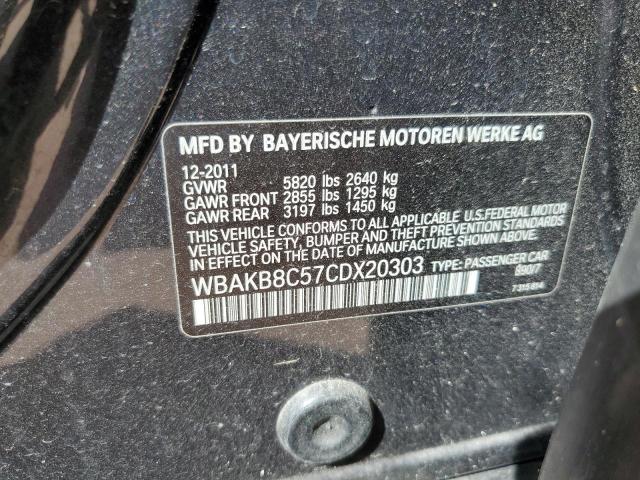 MFD BY BAYERISCHE MOTOREN WERKE AG
12-2011
GVWR 5820 lbs 2640 kg
GAWR FRONT 2855 lbs 1295 kg
GAWR REAR 3197 lbs 1450 kg
THIS VEHICLE CONFORMS TO ALL APPLICABLE U.S.FEDERAL MOTOR
VEHICLE SAFETY, BUMPER AND THEFT PREVENTION STANDARDS
IN EFFECT ON THE DATE OF MANUFACTURE SHOWN ABOVE.
WBAKB8C57CDX20303 TYPE: PASSENGER CAR
890/7